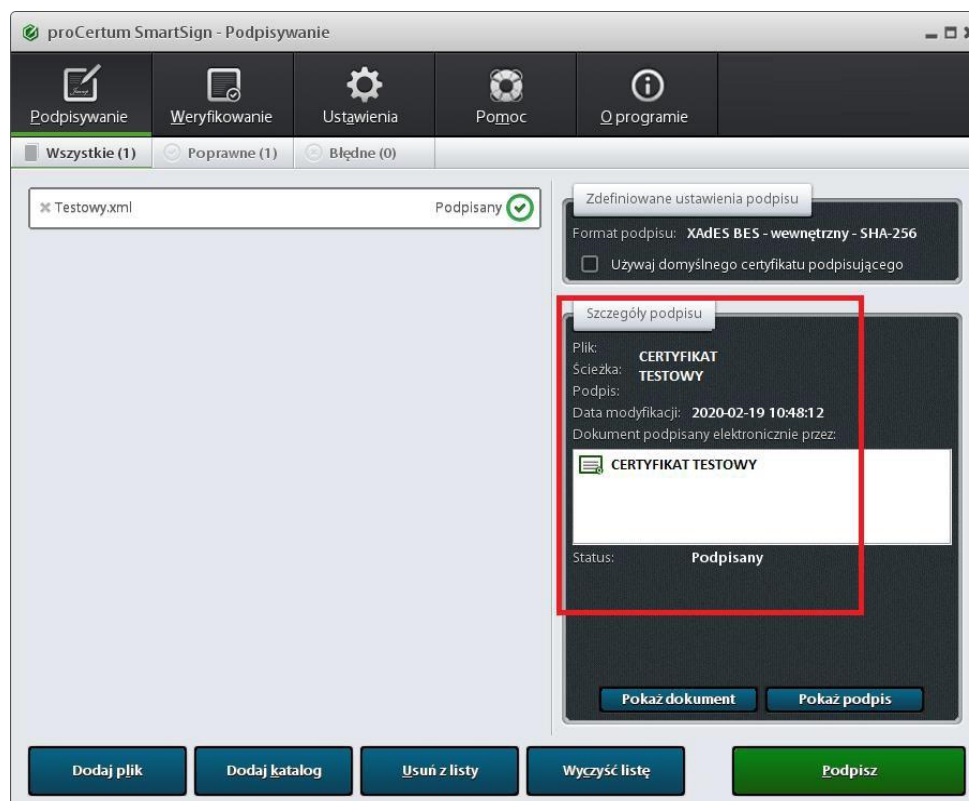 proCertum SmartSign - Podpisywanie
Podpisywanie Weryfikowanie Ustawienia Pomoc O programie
Wszystkie (1) Poprawne (1) Błędne (0)
Testowy.xml Podpisany
Zdefiniowane ustawienia podpisu
Format podpisu: XAdES BES - wewnętrzny - SHA-256
Używaj domyślnego certyfikatu podpisującego
Szczegóły podpisu
Plik: CERTYFIKAT
Ścieżka: TESTOWY
Podpis:
Data modyfikacji: 2020-02-19 10:48:12
Dokument podpisany elektronicznie przez:
CERTYFIKAT TESTOWY
Status: Podpisany
Pokaż dokument Pokaż podpis
Dodaj plik Dodaj katalog Usuń z listy Wyczyść listę Podpisz